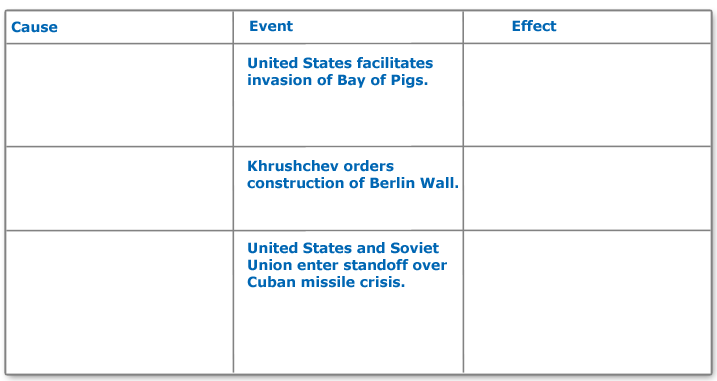 Cause
Event
Effect
United States facilitates
invasion of Bay of Pigs.
Khrushchev orders
construction of Berlin Wall.
United States and Soviet
Union enter standoff over
Cuban missile crisis.